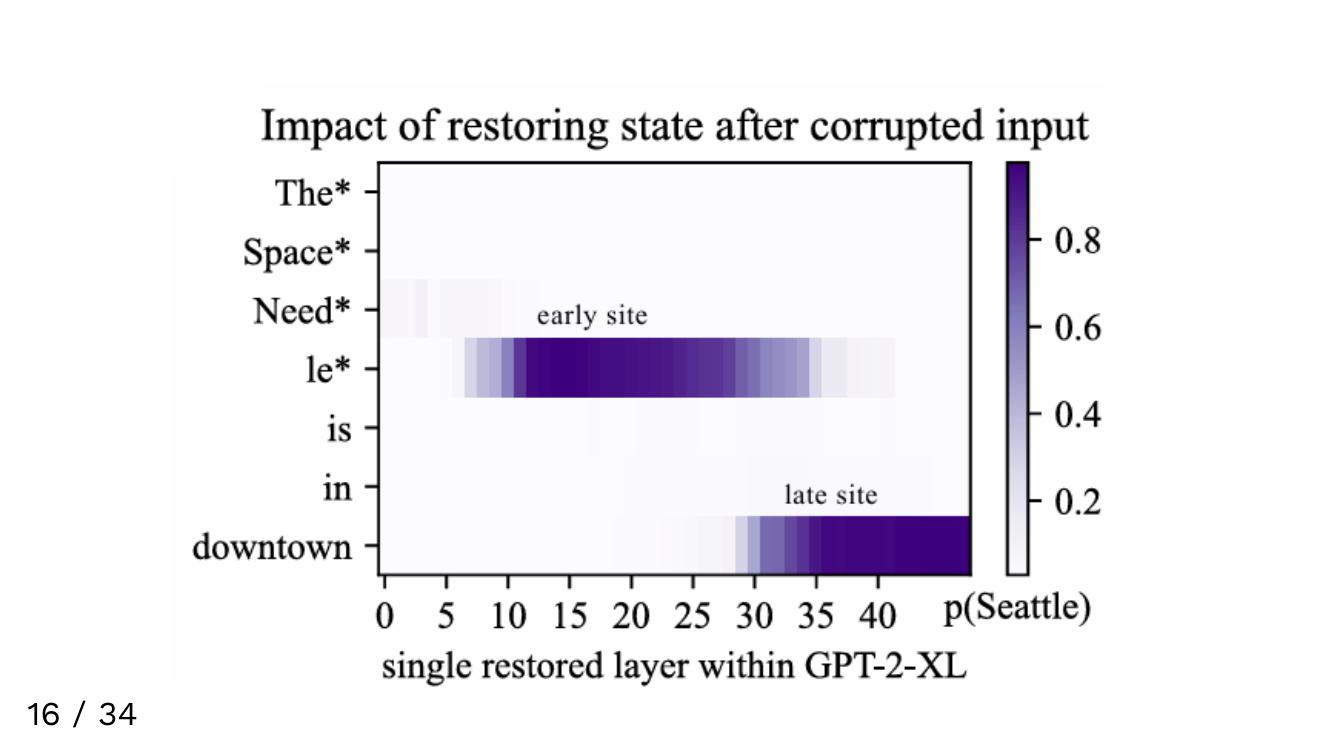 Impact of restoring state after corrupted input
The*
Space*
Need*
early site
le*
is
in
late site
downtown
0.8
0.6
0.4
0.2
0 5 10 15 20 25 30 35 40
p(Seattle)
single restored layer within GPT-2-XL
16 / 34